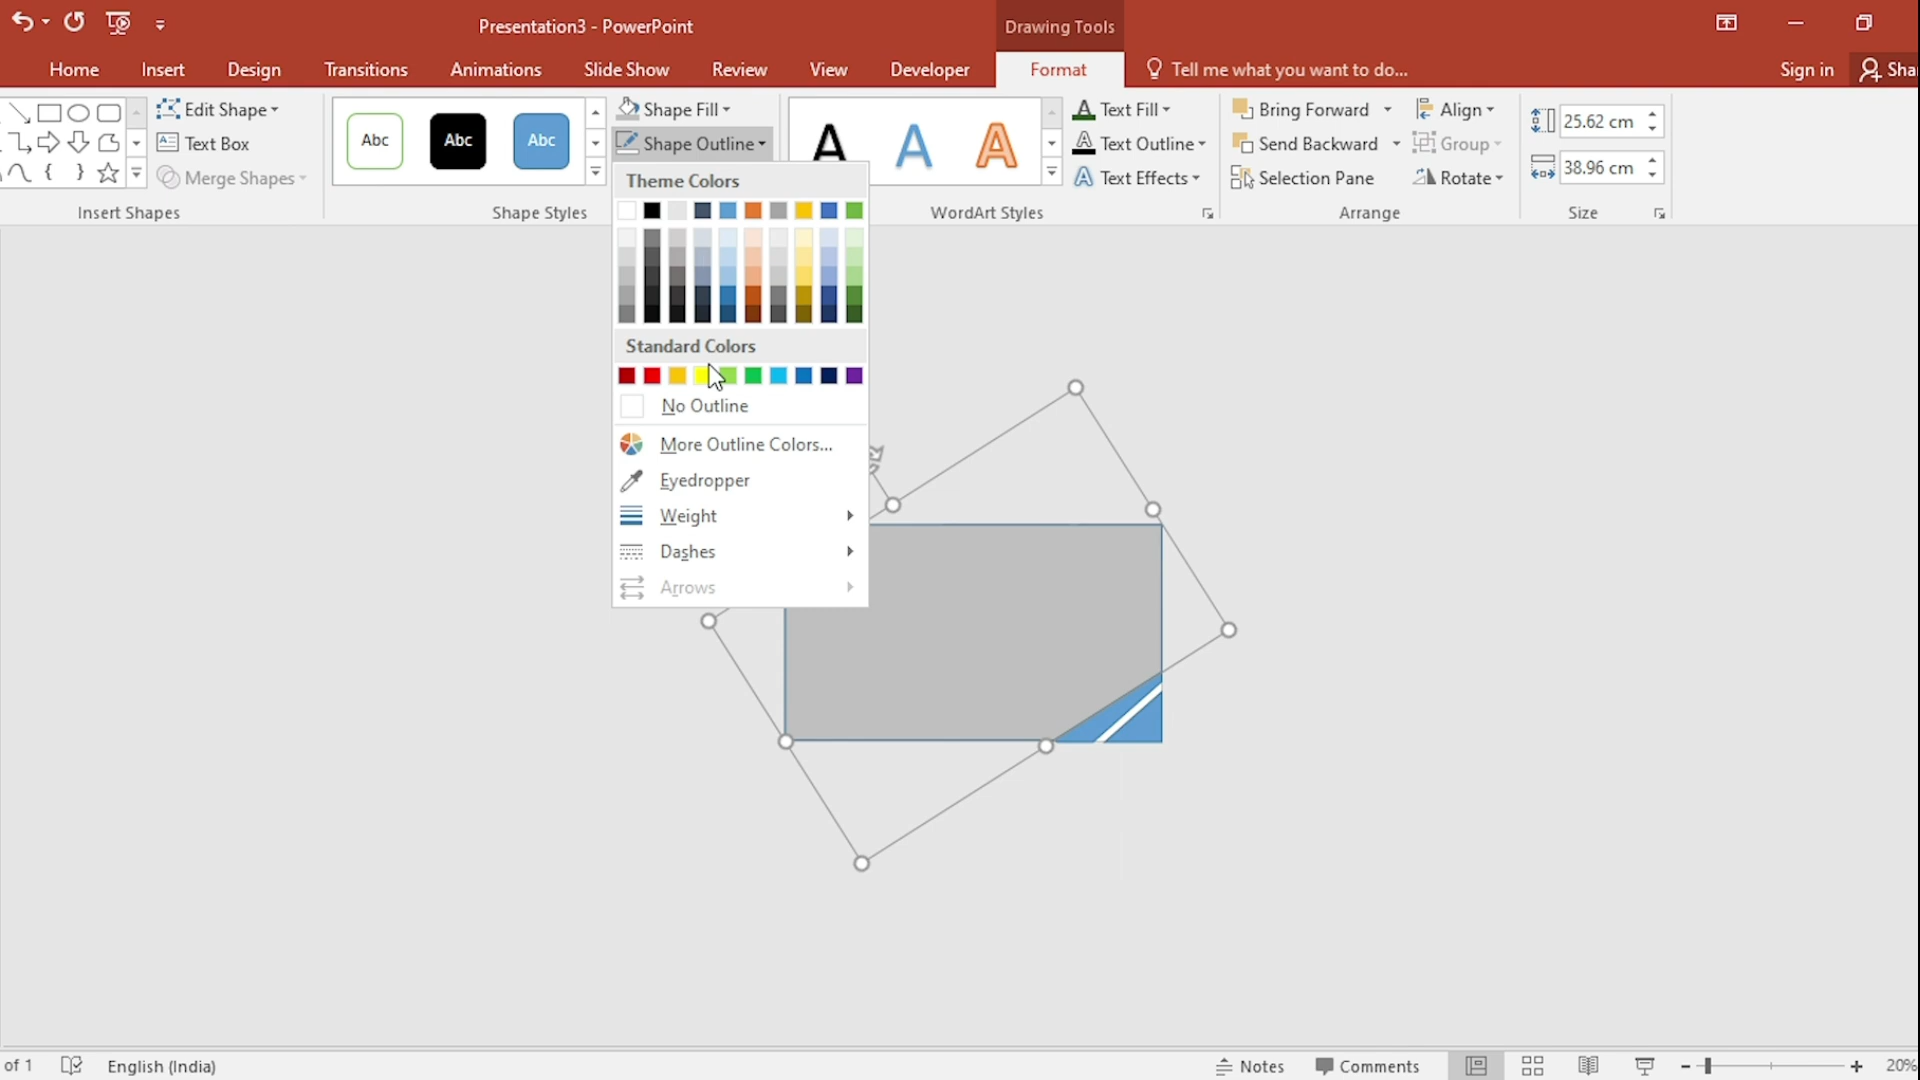 Presentation3 - PowerPoint
Drawing Tools
Home Insert Design Transitions Animations Slide Show Review View Developer Format Tell me what you want to do... Sign in Sha
Edit Shape
Text Box
Merge Shapes
Insert Shapes
Abc Abc Abc
Shape Styles
Shape Fill
Shape Outline
Theme Colors
Standard Colors
No Outline
More Outline Colors...
Eyedropper
Weight
Dashes
Arrows
A A A
WordArt Styles
A Text Fill
A Text Outline
A Text Effects
Bring Forward
Send Backward
Selection Pane
Align
Group
Rotate
Arrange
25.62 cm
38.96 cm
Size
of 1 English (India) Notes Comments 20%